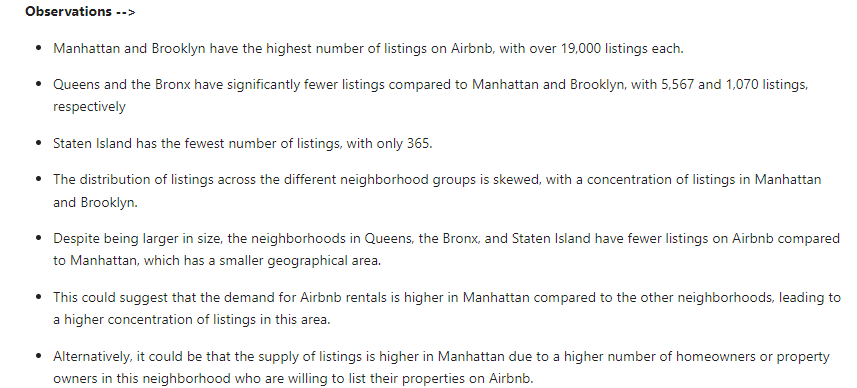 Observations -->
• Manhattan and Brooklyn have the highest number of listings on Airbnb, with over 19,000 listings each.
• Queens and the Bronx have significantly fewer listings compared to Manhattan and Brooklyn, with 5,567 and 1,070 listings,
respectively
• Staten Island has the fewest number of listings, with only 365.
• The distribution of listings across the different neighborhood groups is skewed, with a concentration of listings in Manhattan
and Brooklyn.
• Despite being larger in size, the neighborhoods in Queens, the Bronx, and Staten Island have fewer listings on Airbnb compared
to Manhattan, which has a smaller geographical area.
• This could suggest that the demand for Airbnb rentals is higher in Manhattan compared to the other neighborhoods, leading to
a higher concentration of listings in this area.
• Alternatively, it could be that the supply of listings is higher in Manhattan due to a higher number of homeowners or property
owners in this neighborhood who are willing to list their properties on Airbnb.